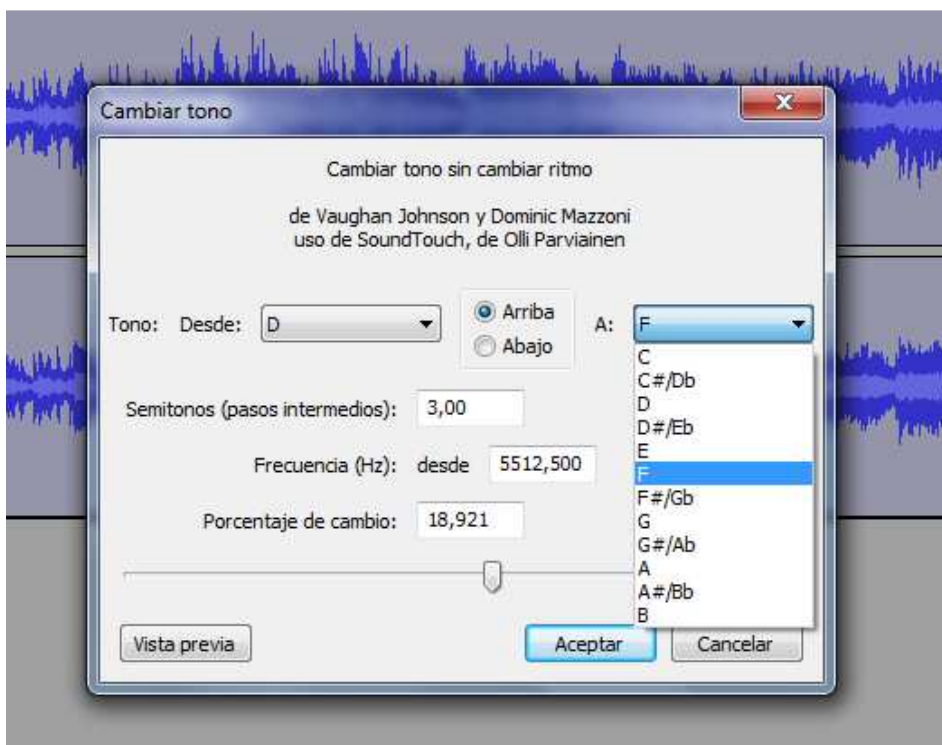 Cambiar tono
Cambiar tono sin cambiar ritmo
de Vaughan Johnson y Dominic Mazzoni
uso de SoundTouch, de Olli Parviainen
Tono: Desde: D Arriba Abajo A: F
C
C#/Db
D
D#/Eb
E
F
F#/Gb
G
G#/Ab
A
A#/Bb
B
Semitonos (pasos intermedios): 3,00
Frecuencia (Hz): desde 5512,500
Porcentaje de cambio: 18,921
Vista previa Aceptar Cancelar